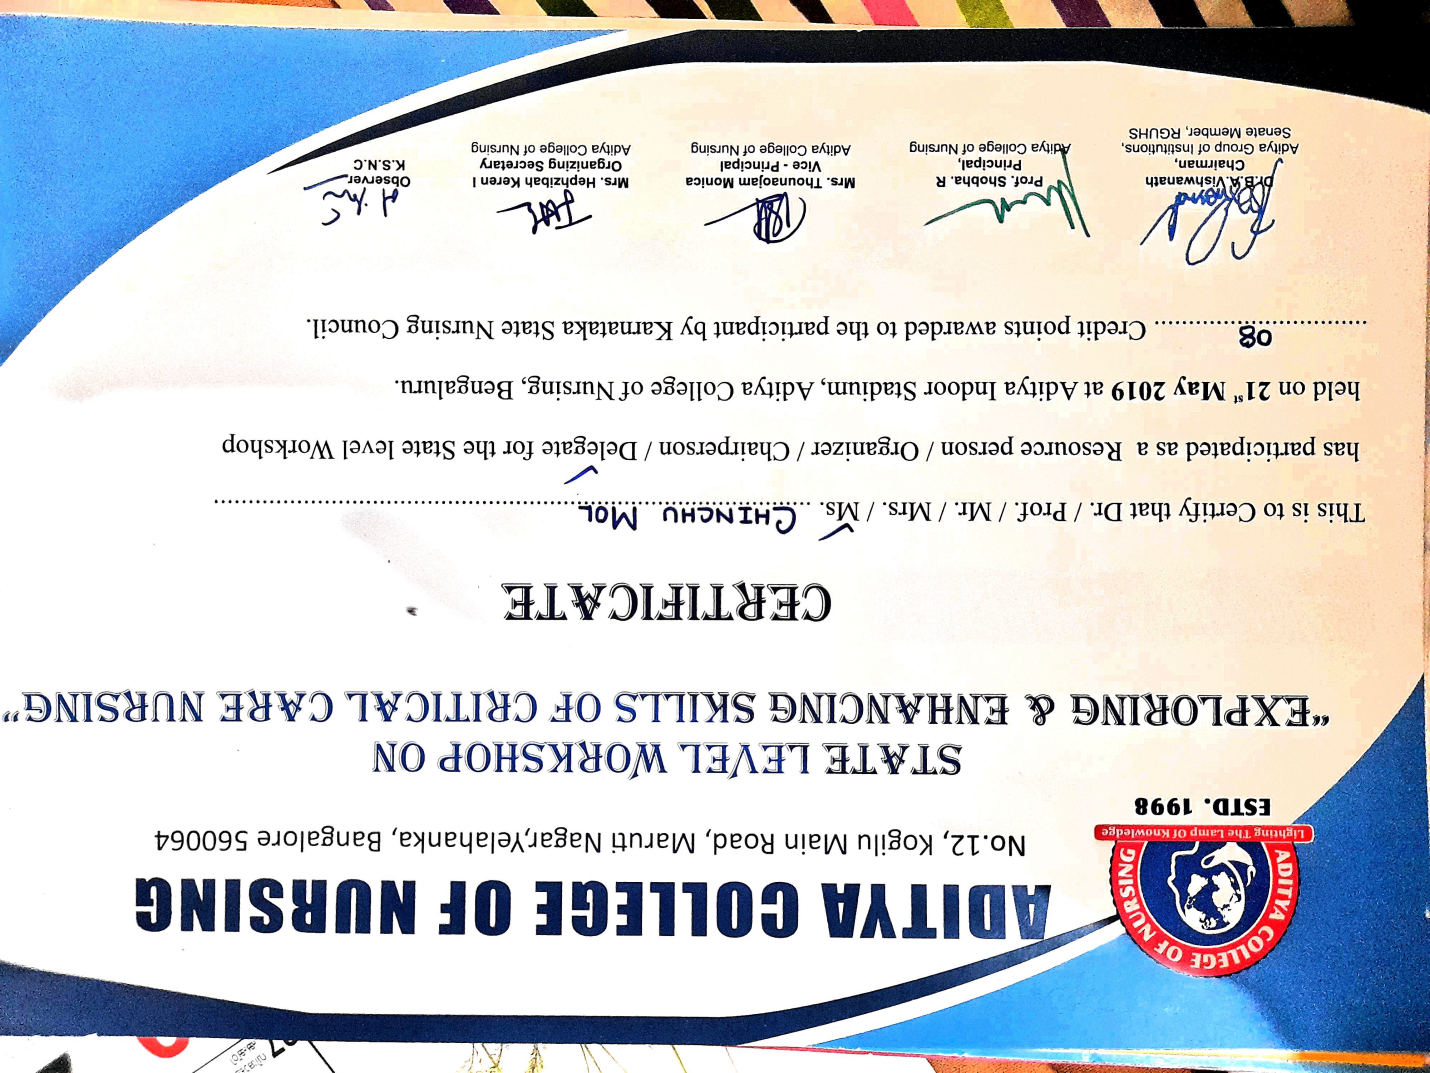 ADITYA COLLEGE OF NURSING
No.12, Kogilu Main Road, Maruti Nagar,Yelahanka, Bangalore 560064
ADITYA COLLEGE OF NURSING
Lighting The Lamp Of Knowledge
ESTD. 1998
STATE LEVEL WORKSHOP ON
"EXPLORING & ENHANCING SKILLS OF CRITICAL CARE NURSING"
CERTIFICATE
This is to Certify that Dr. / Prof. / Mr. / Mrs. / Ms. CHINCHU MOL
has participated as a Resource person / Organizer / Chairperson / Delegate for the State level Workshop
held on 21st May 2019 at Aditya Indoor Stadium, Aditya College of Nursing, Bengaluru.
08 Credit points awarded to the participant by Karnataka State Nursing Council.
Dr.B.A.Vishwanath
Chairman,
Aditya Group of Institutions,
Senate Member, RGUHS
Prof. Shobha. R
Principal,
Aditya College of Nursing
Mrs. Thounaojam Monica
Vice - Principal
Aditya College of Nursing
Mrs. Hephzibah Keren I
Organizing Secretary
Aditya College of Nursing
Observer
K.S.N.C
07